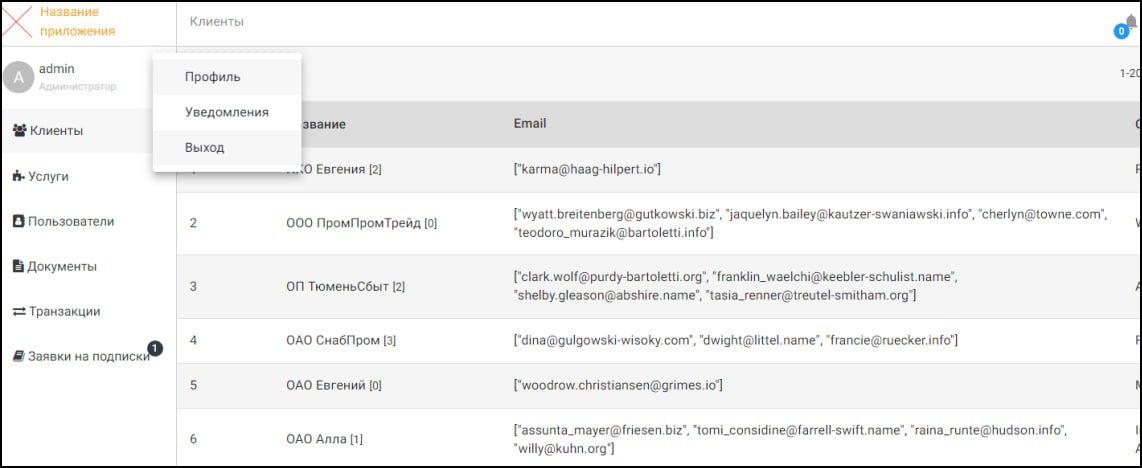 Название
приложения
Клиенты
0
A
admin
Администратор
Профиль
Уведомления
Выход
1-20
Клиенты
Услуги
Пользователи
Документы
Транзакции
Заявки на подписки
1
звание Email
КО Евгения [2] ["karma@haag-hilpert.io"]
2 ООО ПромПромТрейд [0] ["wyatt.breitenberg@gutkowski.biz", "jaquelyn.bailey@kautzer-swaniawski.info", "cherlyn@towne.com",
"teodoro_murazik@bartoletti.info"]
3 ОП ТюменьСбыт [2] ["clark.wolf@purdy-bartoletti.org", "franklin_waelchi@keebler-schulist.name",
"shelby.gleason@abshire.name", "tasia_renner@treutel-smitham.org"]
4 ОАО СнабПром [3] ["dina@gulgowski-wisoky.com", "dwight@littel.name", "francie@ruecker.info"]
5 ОАО Евгений [0] ["woodrow.christiansen@grimes.io"]
6 ОАО Алла [1] ["assunta_mayer@friesen.biz", "tomi_considine@farrell-swift.name", "raina_runte@hudson.info",
"willy@kuhn.org"]